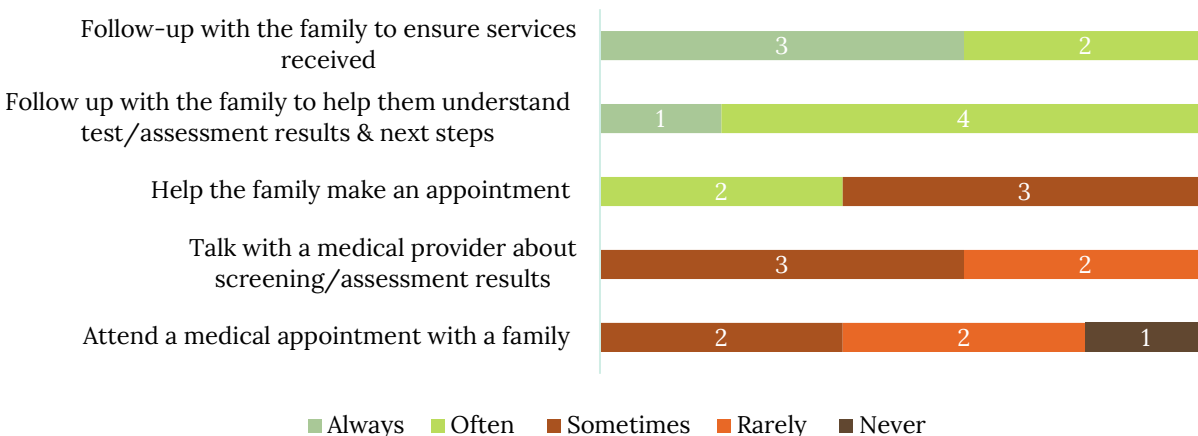 Follow-up with the family to ensure services
received
3 2
Follow up with the family to help them understand
test/assessment results & next steps
1 4
Help the family make an appointment
2 3
Talk with a medical provider about
screening/assessment results
3 2
Attend a medical appointment with a family
2 2 1
Always Often Sometimes Rarely Never